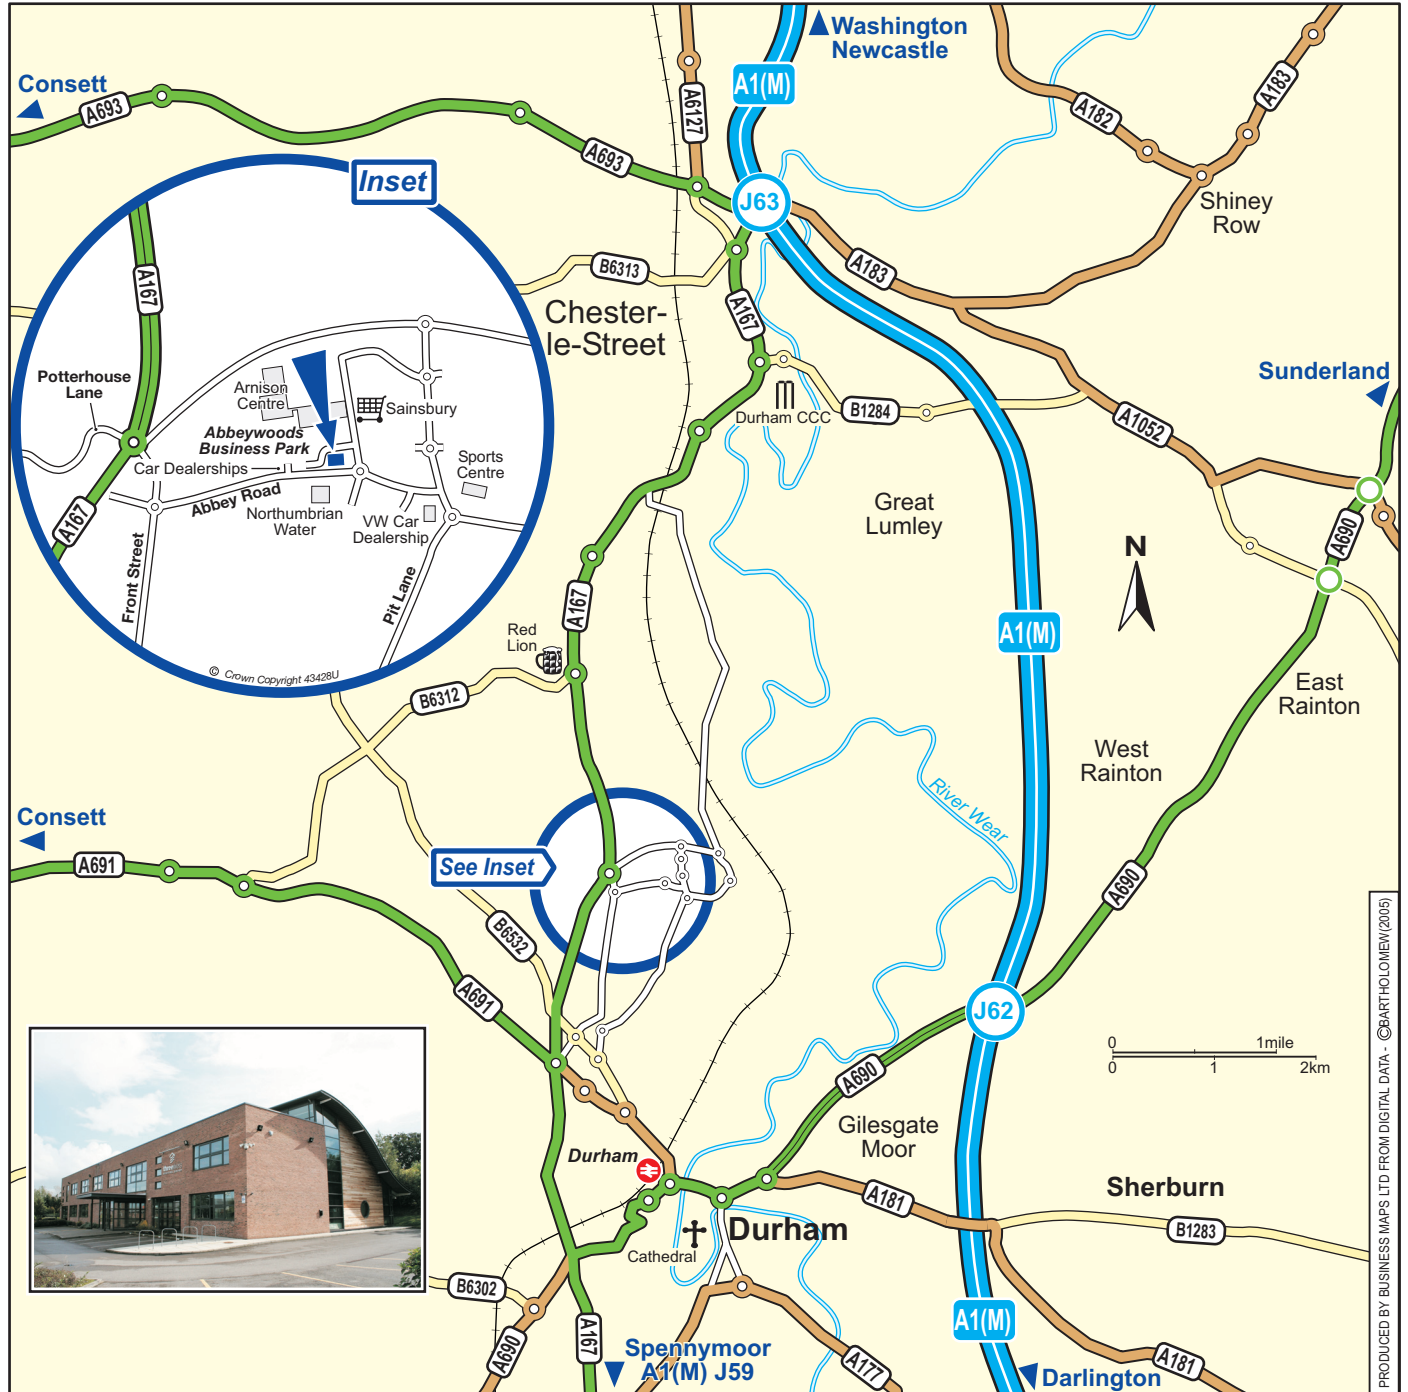 Washington
Newcastle
Consett
A693
A1(M)
A6127
A182
A183
A693
Inset
J63
Shiney
Row
A183
B6313
A167
Chester-
le-Street
A167
Potterhouse
Lane
Arnison
Centre
Sainsbury
Abbeywoods
Business Park
Car Dealerships
Sports
Centre
Abbey Road
Northumbrian
Water
VW Car
Dealership
A167
Front Street
Pit Lane
© Crown Copyright 43428U
Durham CCC
B1284
Sunderland
A1052
Great
Lumley
A690
N
A167
A1(M)
Red
Lion
B6312
East
Rainton
West
Rainton
River Wear
Consett
A691
See Inset
A690
B6532
A691
J62
0 1mile
0 1 2km
A690
Gilesgate
Moor
Durham
A181
Sherburn
B1283
Durham
Cathedral
B6302
A167
A690
Spennymoor
A1(M) J59
A177
A1(M)
Darlington
A181
PRODUCED BY BUSINESS MAPS LTD FROM DIGITAL DATA - ©BARTHOLOMEW(2005)